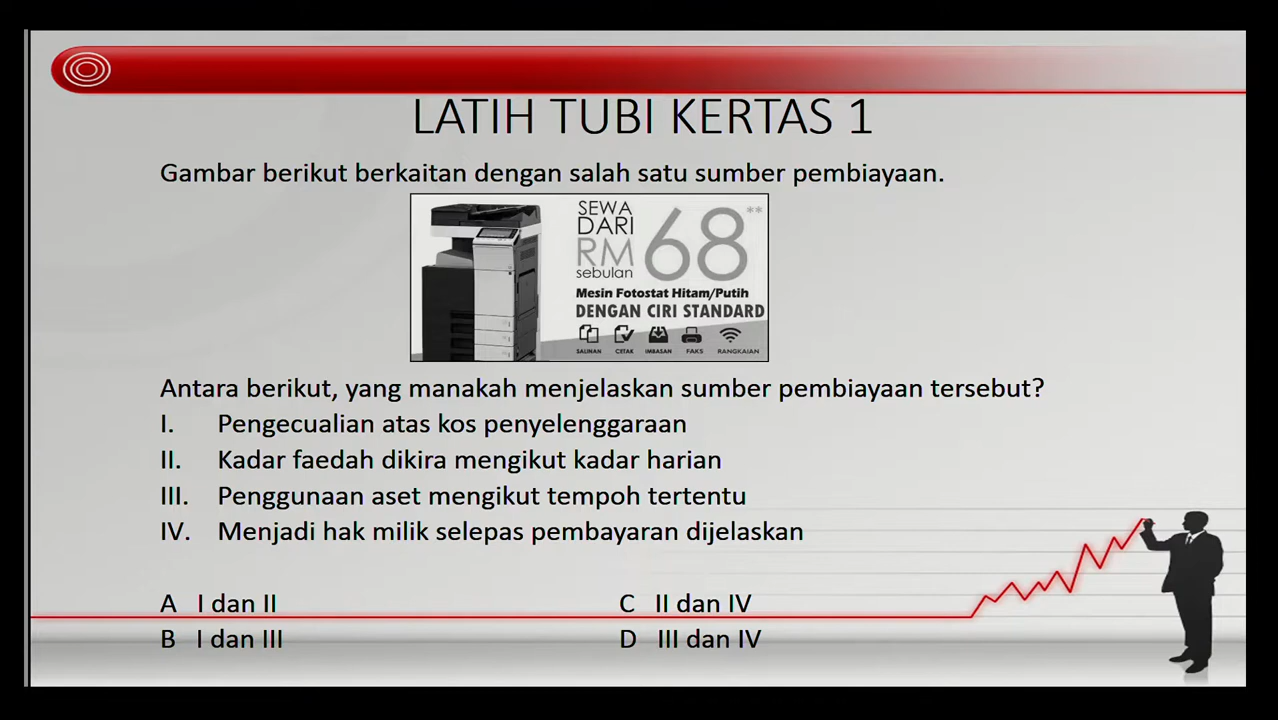 LATIH TUBI KERTAS 1
Gambar berikut berkaitan dengan salah satu sumber pembiayaan.
SEWA
DARI
RM 68**
sebulan
Mesin Fotostat Hitam/Putih
DENGAN CIRI STANDARD
SALINAN CETAK IMBASAN FAKS RANGKAIAN
Antara berikut, yang manakah menjelaskan sumber pembiayaan tersebut?
I. Pengecualian atas kos penyelenggaraan
II. Kadar faedah dikira mengikut kadar harian
III. Penggunaan aset mengikut tempoh tertentu
IV. Menjadi hak milik selepas pembayaran dijelaskan
A I dan II
B I dan III
C II dan IV
D III dan IV